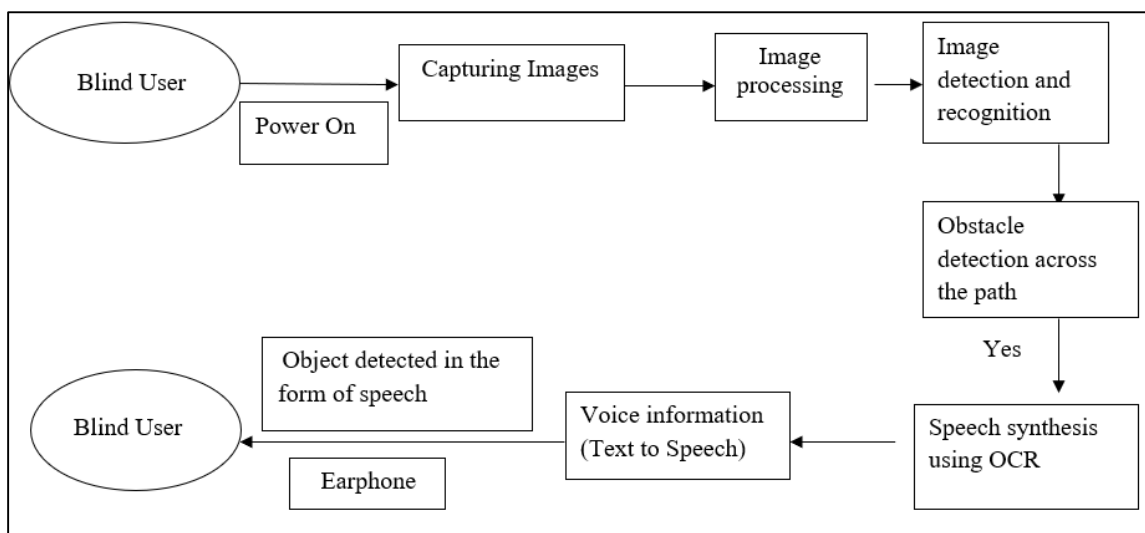 Blind User
Power On
Capturing Images
Image
processing
Image
detection and
recognition
Obstacle
detection across
the path
Yes
Speech synthesis
using OCR
Voice information
(Text to Speech)
Object detected in the
form of speech
Earphone
Blind User